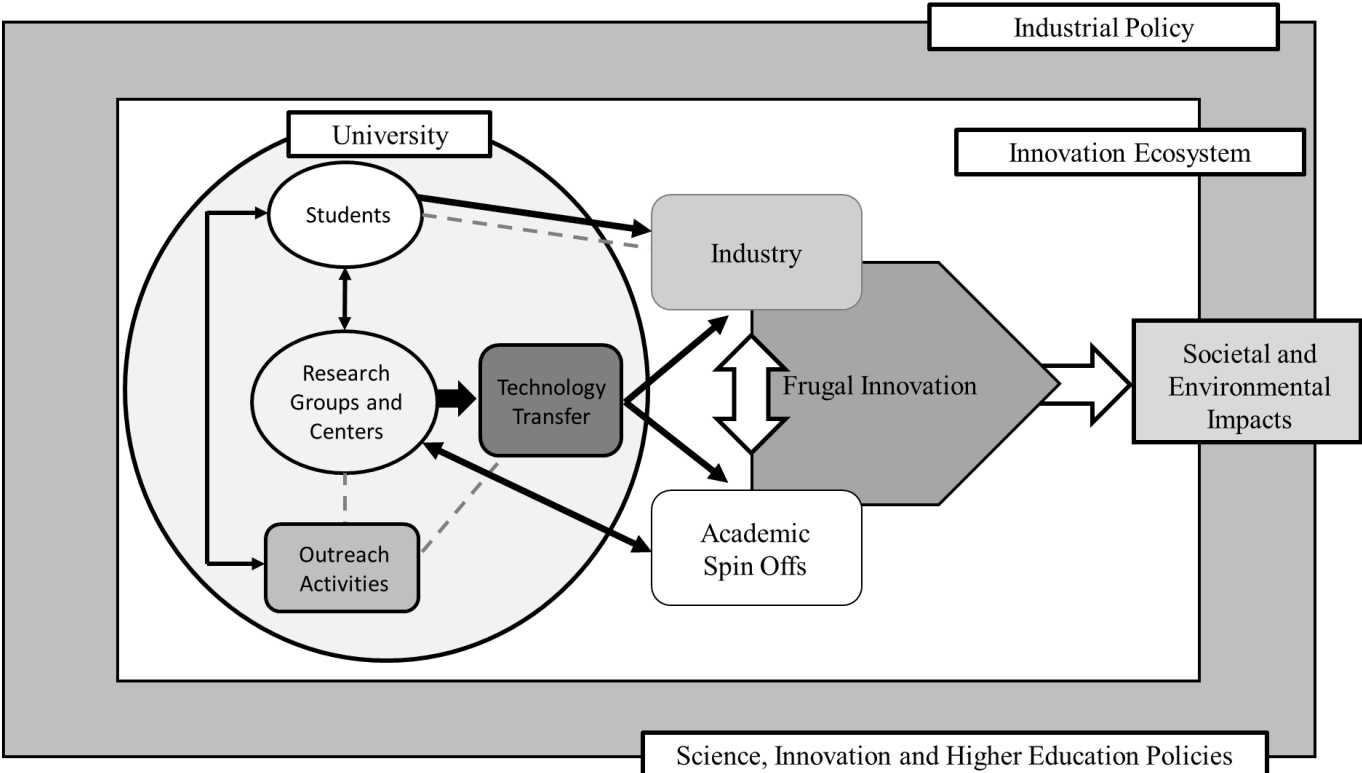 Industrial Policy
University
Innovation Ecosystem
Students
Industry
Research
Groups and
Centers
Technology
Transfer
Frugal Innovation
Societal and
Environmental
Impacts
Outreach
Activities
Academic
Spin Offs
Science, Innovation and Higher Education Policies